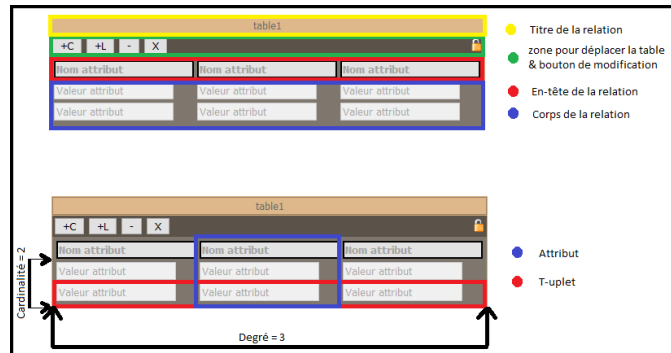 table1
Titre de la relation
+C +L - X
zone pour déplacer la table
& bouton de modification
Nom attribut Nom attribut Nom attribut
En-tête de la relation
Valeur attribut Valeur attribut Valeur attribut
Valeur attribut Valeur attribut Valeur attribut
Corps de la relation
table1
+C +L - X
Nom attribut Nom attribut Nom attribut
Attribut
Valeur attribut Valeur attribut Valeur attribut
T-uplet
Valeur attribut Valeur attribut Valeur attribut
Cardinalité = 2
Degré = 3